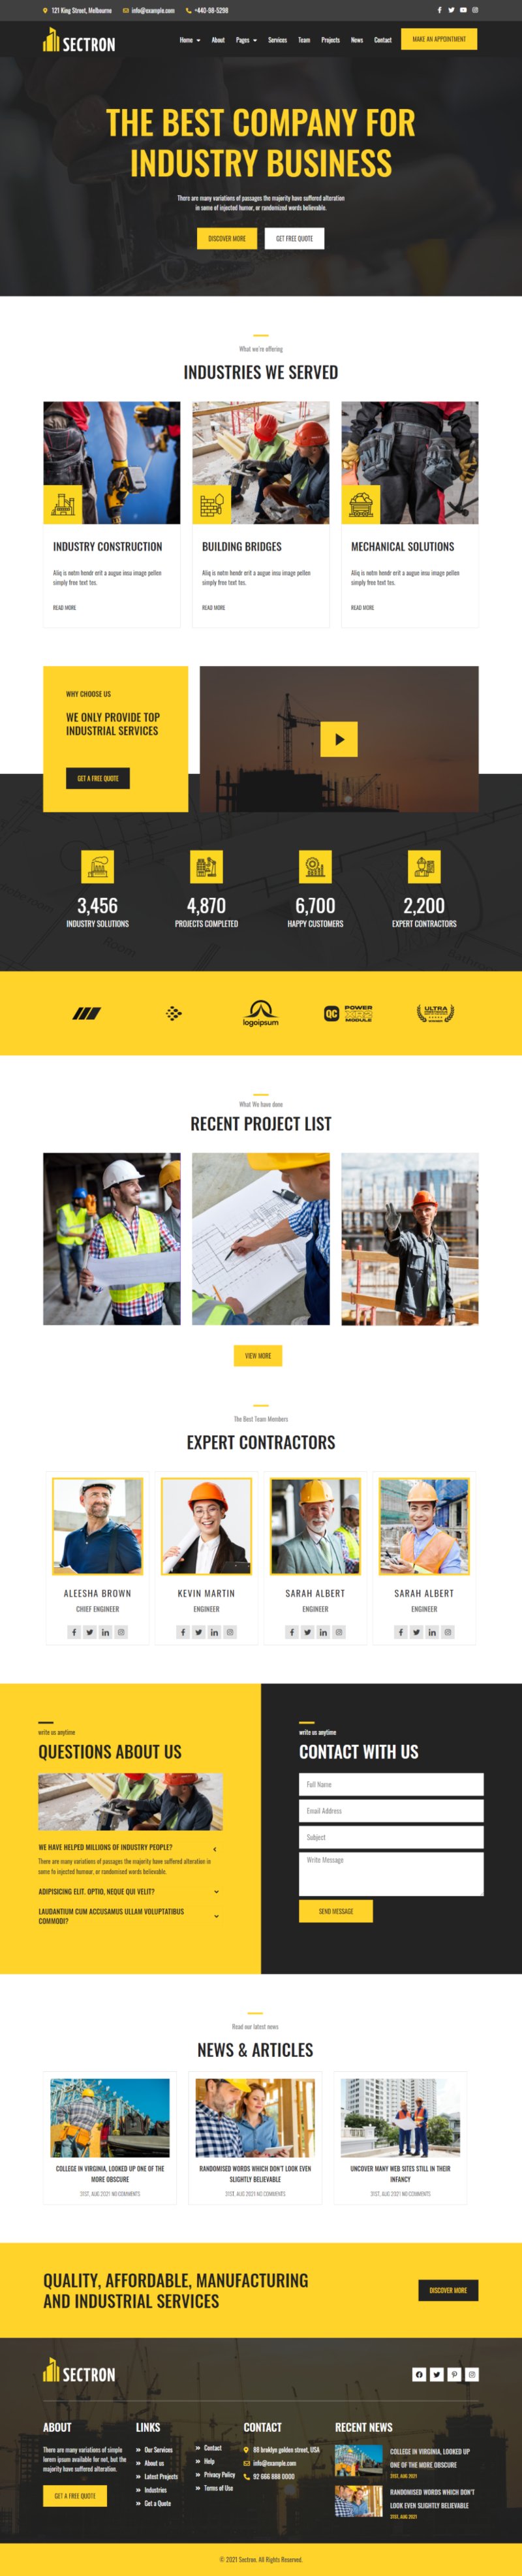 121 King Street, Melbourne info@example.com +440-98-5298
SECTRON
Home About Pages Services Team Projects News Contact MAKE AN APPOINTMENT
THE BEST COMPANY FOR
INDUSTRY BUSINESS
There are many variations of passages the majority have suffered alteration
in some of injected humor, or randomized words believable.
DISCOVER MORE GET FREE QUOTE
What we're offering
INDUSTRIES WE SERVED
INDUSTRY CONSTRUCTION
Aliq is notm hendr erit a augue insu image pellen
simply free text tes.
READ MORE
BUILDING BRIDGES
Aliq is notm hendr erit a augue insu image pellen
simply free text tes.
READ MORE
MECHANICAL SOLUTIONS
Aliq is notm hendr erit a augue insu image pellen
simply free text tes.
READ MORE
WHY CHOOSE US
WE ONLY PROVIDE TOP
INDUSTRIAL SERVICES
GET A FREE QUOTE
3,456
INDUSTRY SOLUTIONS
4,870
PROJECTS COMPLETED
6,700
HAPPY CUSTOMERS
2,200
EXPERT CONTRACTORS
logoipsum
QC POWER
MODULE
ULTRA
What We have done
RECENT PROJECT LIST
VIEW MORE
The Best Team Members
EXPERT CONTRACTORS
ALEESHA BROWN
CHIEF ENGINEER
KEVIN MARTIN
ENGINEER
SARAH ALBERT
ENGINEER
SARAH ALBERT
ENGINEER
write us anytime
QUESTIONS ABOUT US
WE HAVE HELPED MILLIONS OF INDUSTRY PEOPLE?
There are many variations of passages the majority have suffered alteration in
some to injected humour, or randomised words believable.
ADIPISICING ELIT. OPTIO, NEQUE QUI VELIT?
LAUDANTIUM CUM ACCUSAMUS ULLAM VOLUPTATIBUS
COMMODI?
write us anytime
CONTACT WITH US
Full Name
Email Address
Subject
Write Message
SEND MESSAGE
Read our latest news
NEWS & ARTICLES
COLLEGE IN VIRGINIA, LOOKED UP ONE OF THE
MORE OBSCURE
31ST, AUG 2021 NO COMMENTS
RANDOMISED WORDS WHICH DON'T LOOK EVEN
SLIGHTLY BELIEVABLE
31ST, AUG 2021 NO COMMENTS
UNCOVER MANY WEB SITES STILL IN THEIR
INFANCY
31ST, AUG 2021 NO COMMENTS
QUALITY, AFFORDABLE, MANUFACTURING
AND INDUSTRIAL SERVICES
DISCOVER MORE
SECTRON
ABOUT
There are many variations of simple
lorem ipsum available for out, but the
majority have suffered alteration.
GET A FREE QUOTE
LINKS
Our Services
About us
Latest Projects
Industries
Get a Quote
Contact
Help
Privacy Policy
Terms of Use
CONTACT
88 broklyn golden street, USA
info@example.com
92 666 888 0000
RECENT NEWS
COLLEGE IN VIRGINIA, LOOKED UP
ONE OF THE MORE OBSCURE
31ST, AUG 2021
RANDOMISED WORDS WHICH DON'T
LOOK EVEN SLIGHTLY BELIEVABLE
31ST, AUG 2021
© 2021 Sectron. All Rights Reserved.